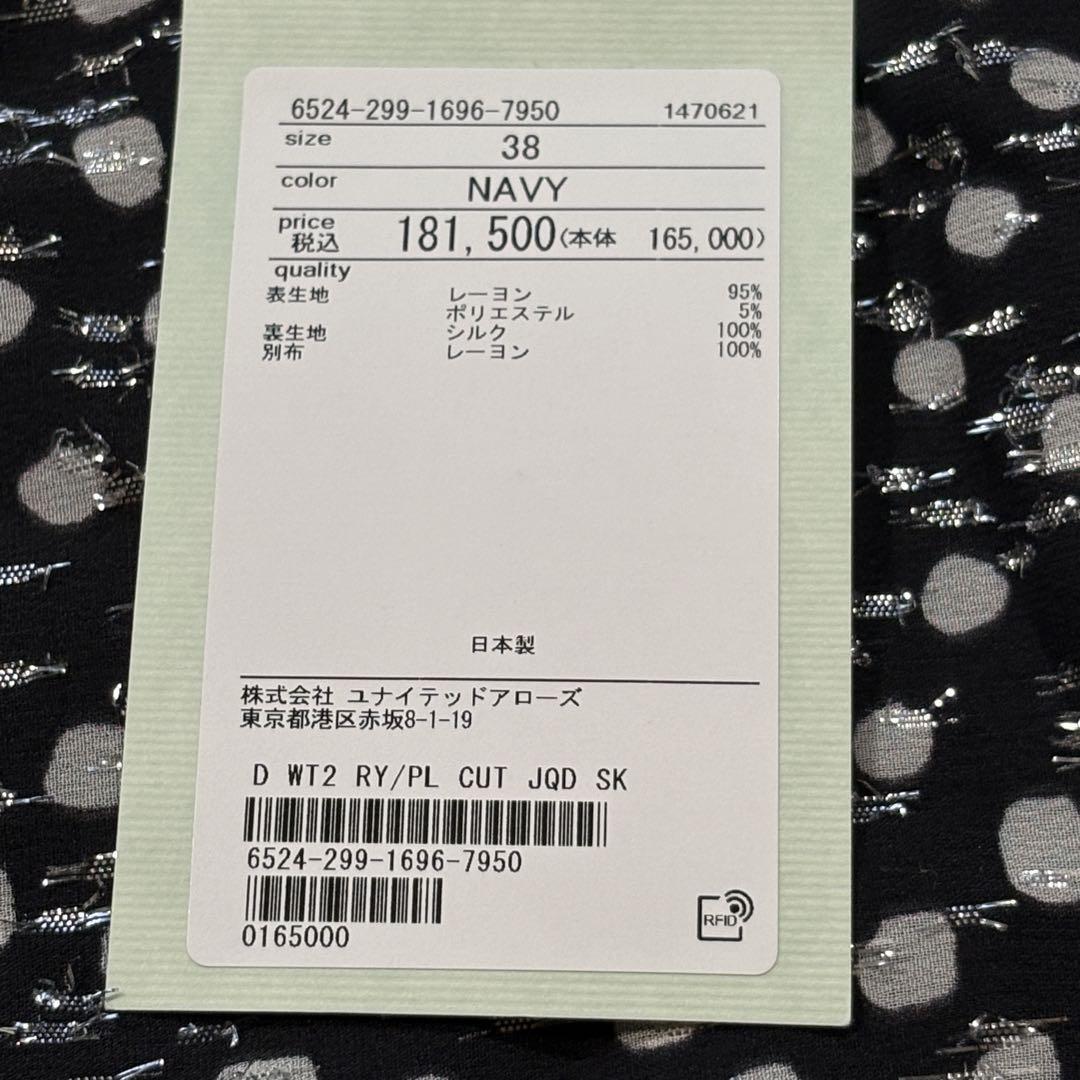 6524-299-1696-7950 1470621
size 38
color NAVY
price 税込 181,500(本体 165,000)
quality
表生地 レーヨン 95%
ポリエステル 5%
裏生地 シルク 100%
別布 レーヨン 100%
日本製
株式会社 ユナイテッドアローズ
東京都港区赤坂8-1-19
D WT2 RY/PL CUT JQD SK
6524-299-1696-7950
0165000
RFID